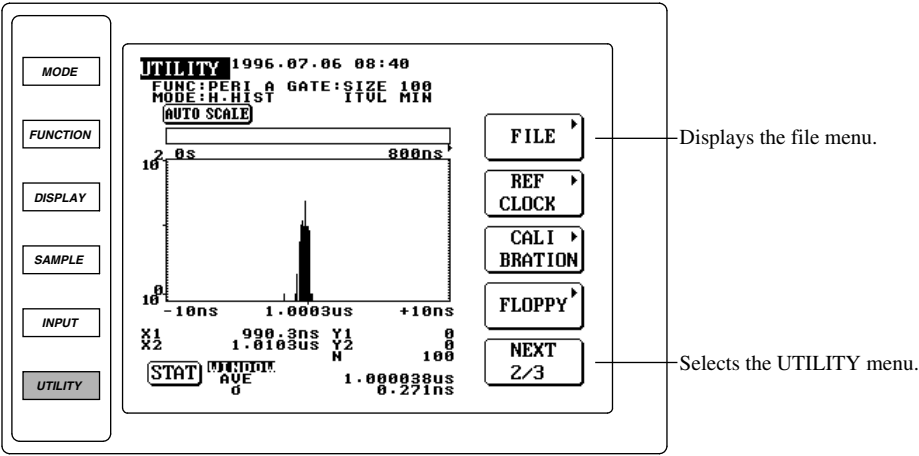 MODE
FUNCTION
DISPLAY
SAMPLE
INPUT
UTILITY
UTILITY 1996.07.06 08:40
FUNC:PERI A GATE:SIZE 100
MODE:H.HIST ITVL MIN
AUTO SCALE
0s 800ns
10²
10⁰
-10ns 1.0003us +10ns
X1 990.3ns Y1 0
X2 1.0103us Y2 0
N 100
STAT WINDOW
AVE 1.000038us
σ 0.271ns
FILE
REF
CLOCK
CALI
BRATION
FLOPPY
NEXT
2/3
Displays the file menu.
Selects the UTILITY menu.